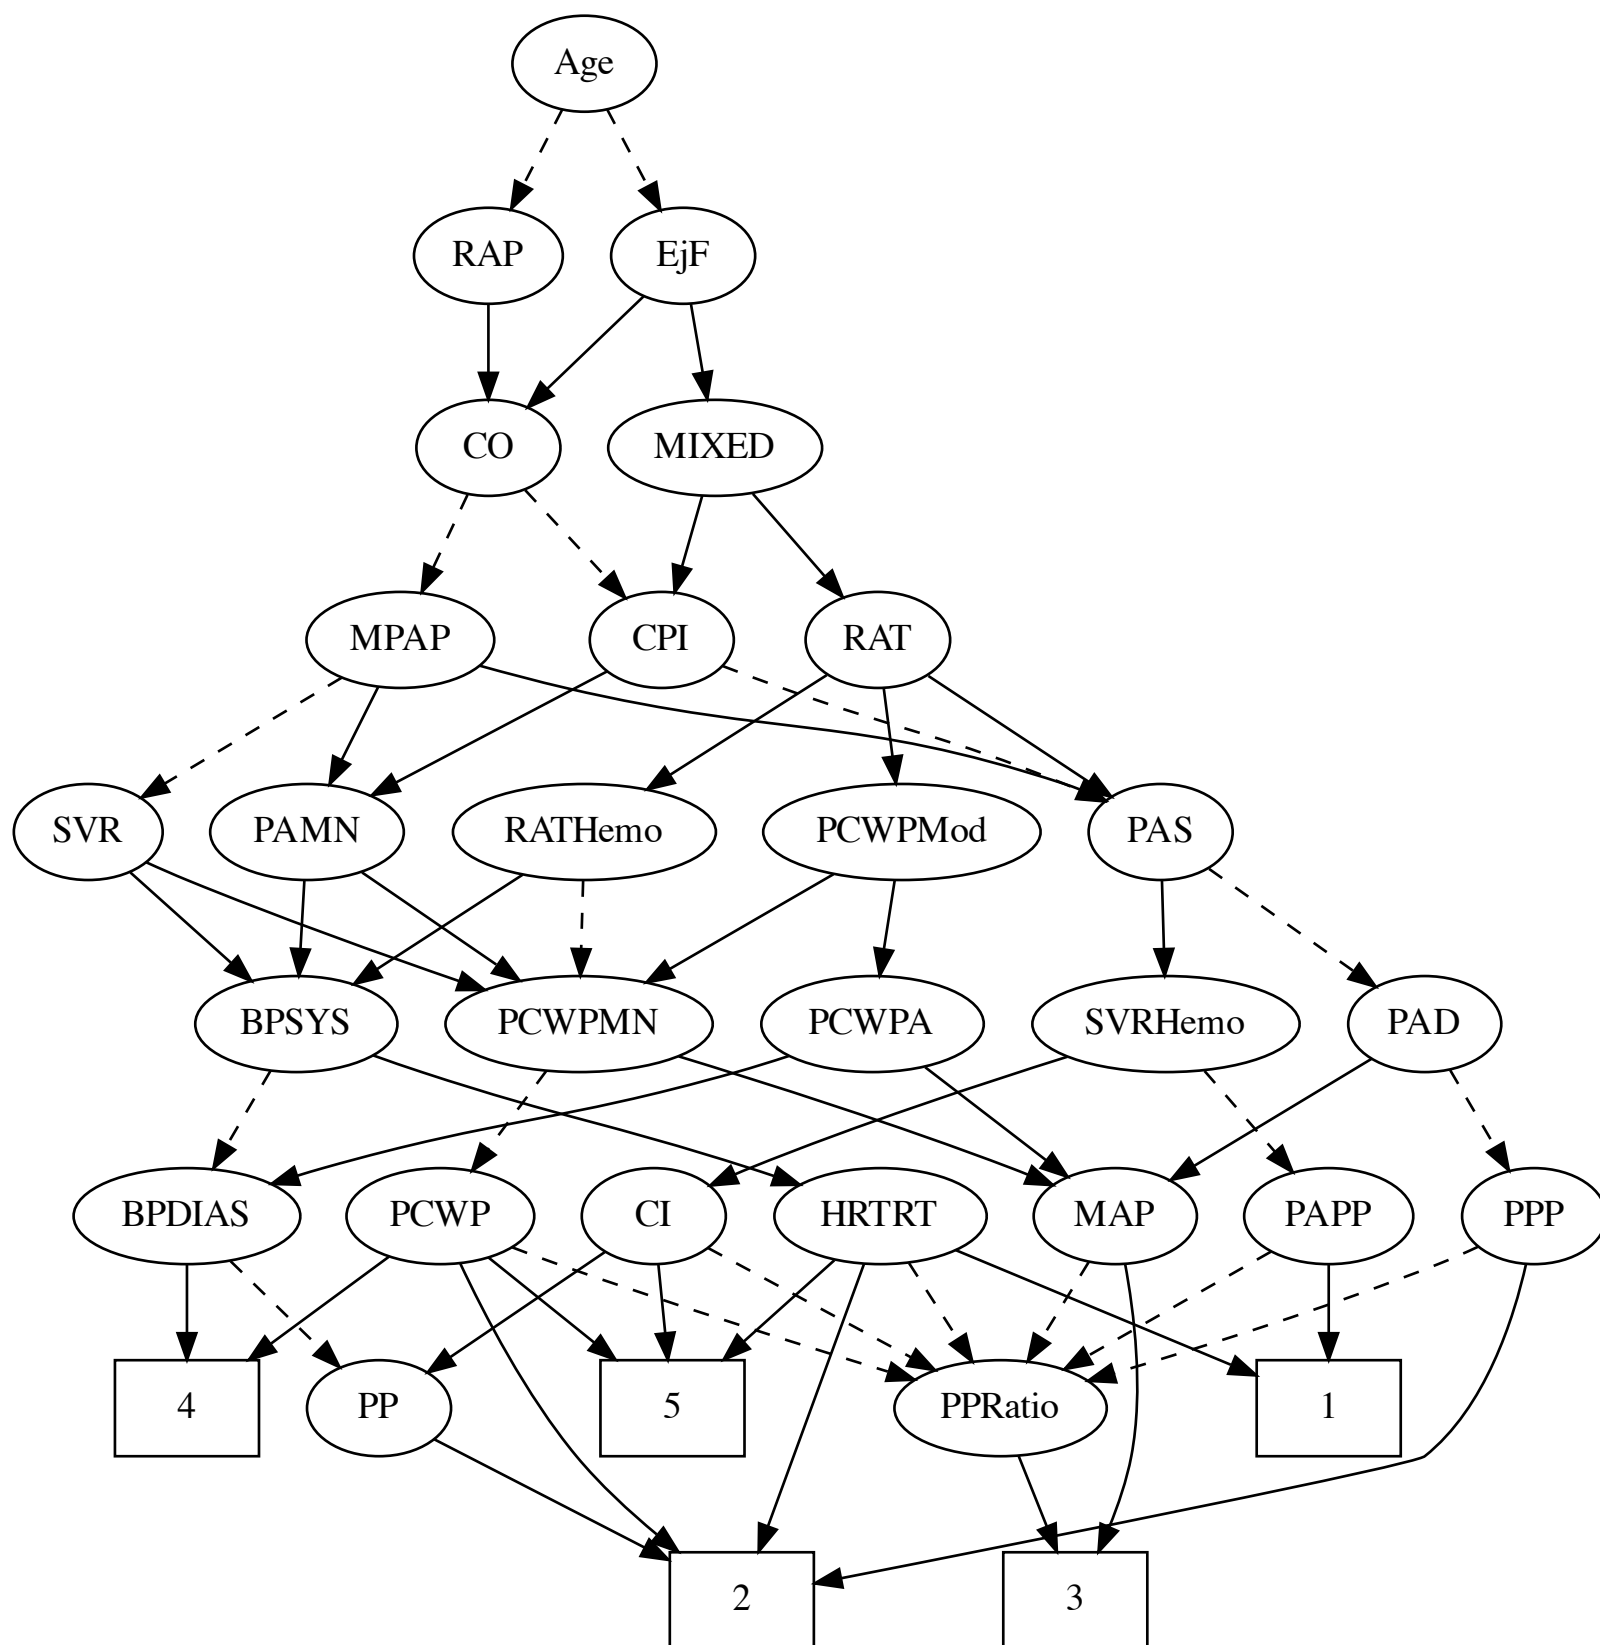 Age
RAP
EjF
CO
MIXED
MPAP
CPI
RAT
SVR
PAMN
RATHemo
PCWPMod
PAS
BPSYS
PCWPMN
PCWPA
SVRHemo
PAD
BPDIAS
PCWP
CI
HRTRT
MAP
PAPP
PPP
4
PP
5
PPRatio
1
2
3